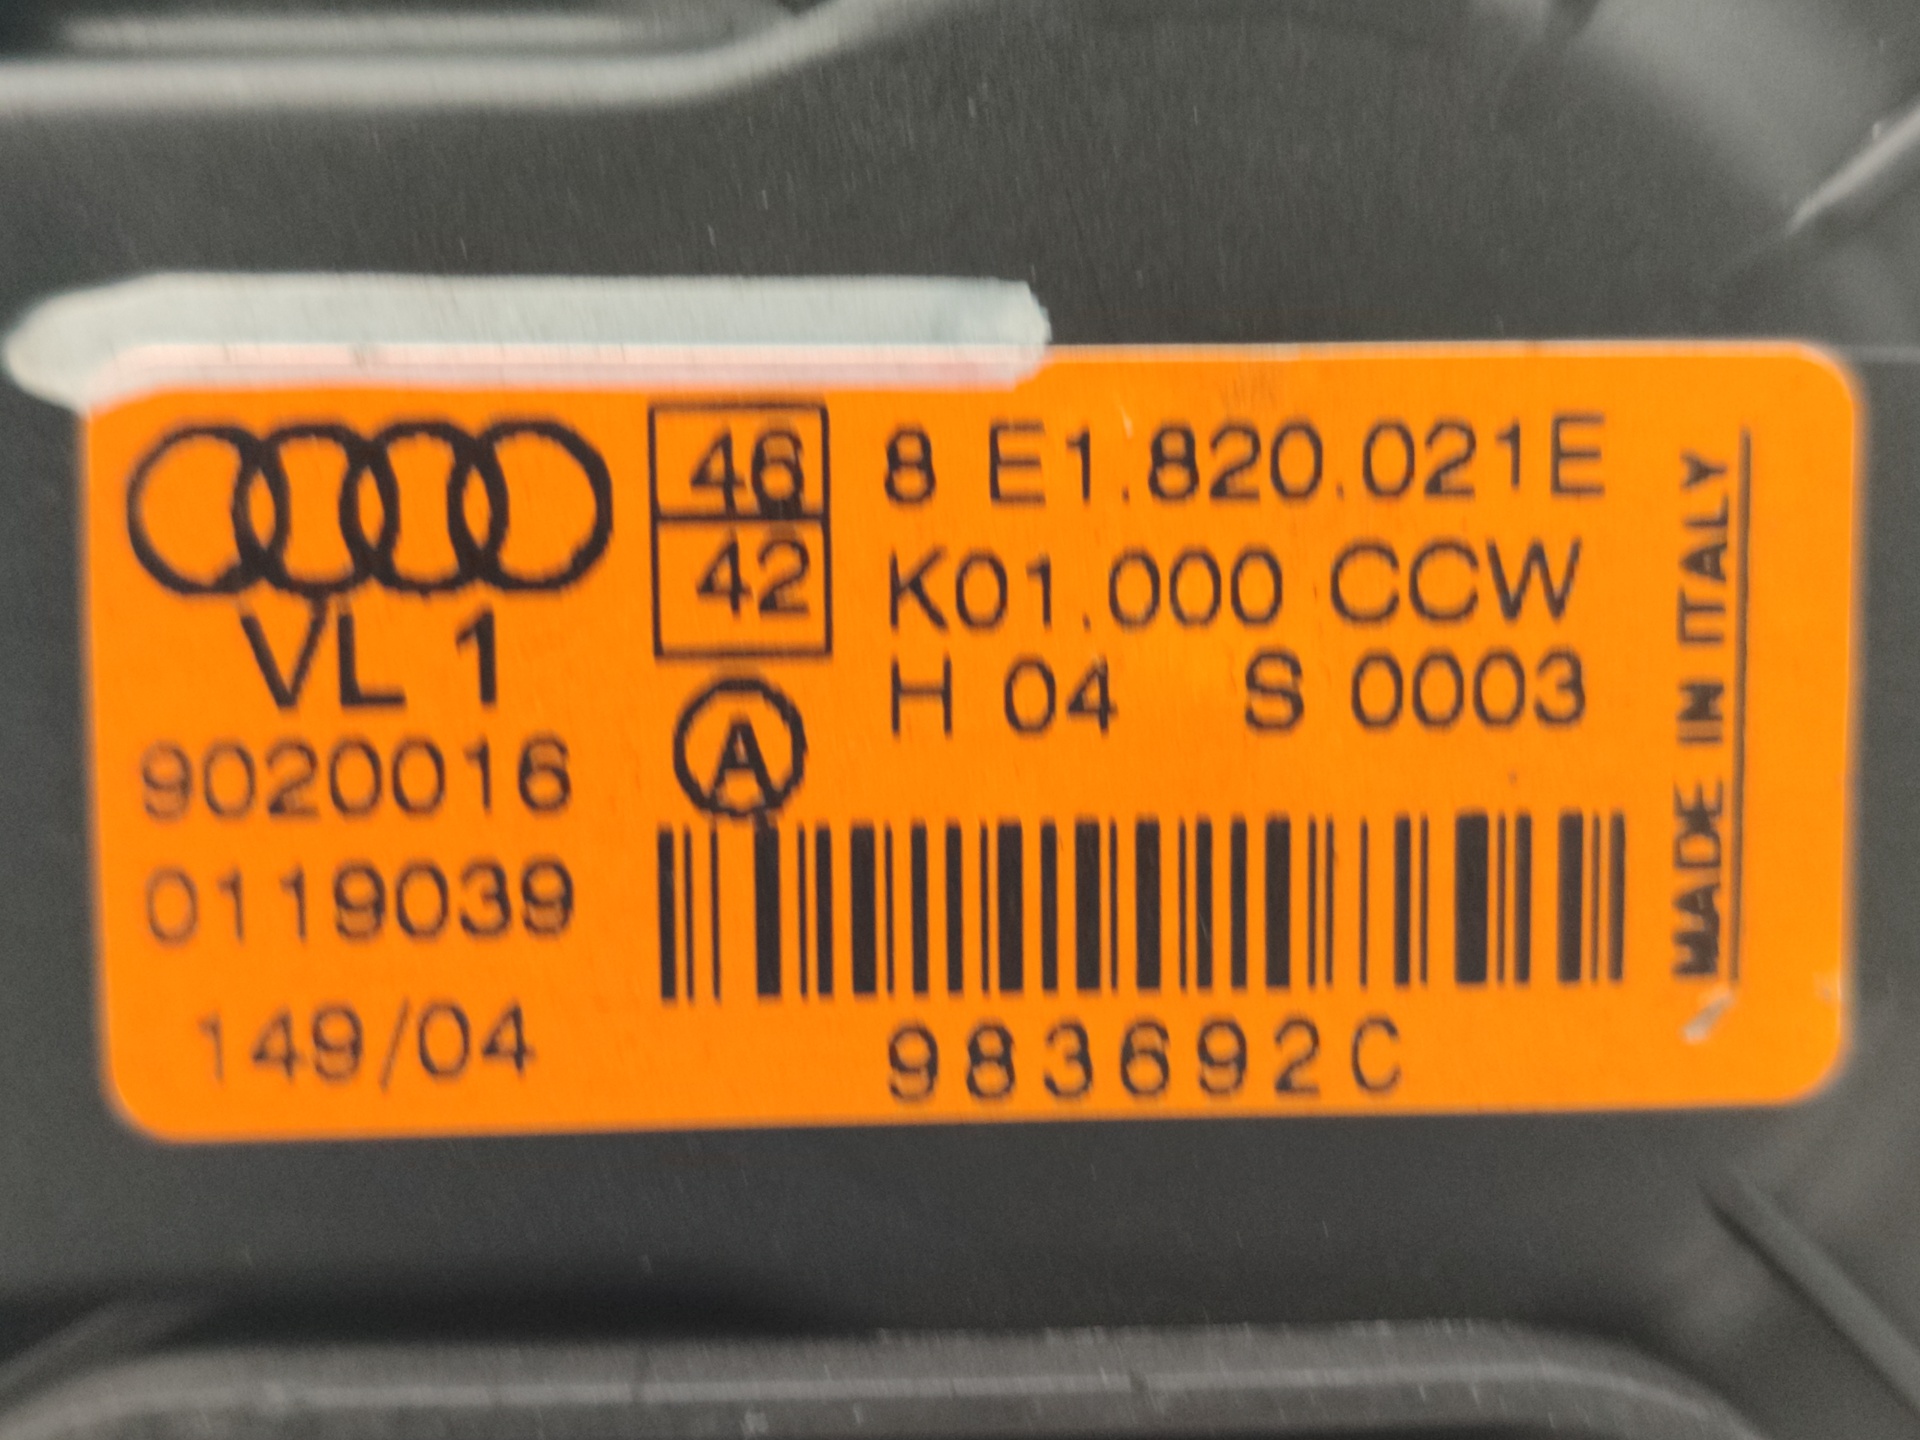 VL 1
9020016
0119039
149/04
46
42
A
8 E1.820.021E
K01.000 CCW
H 04 S 0003
983692C
MADE IN ITALY